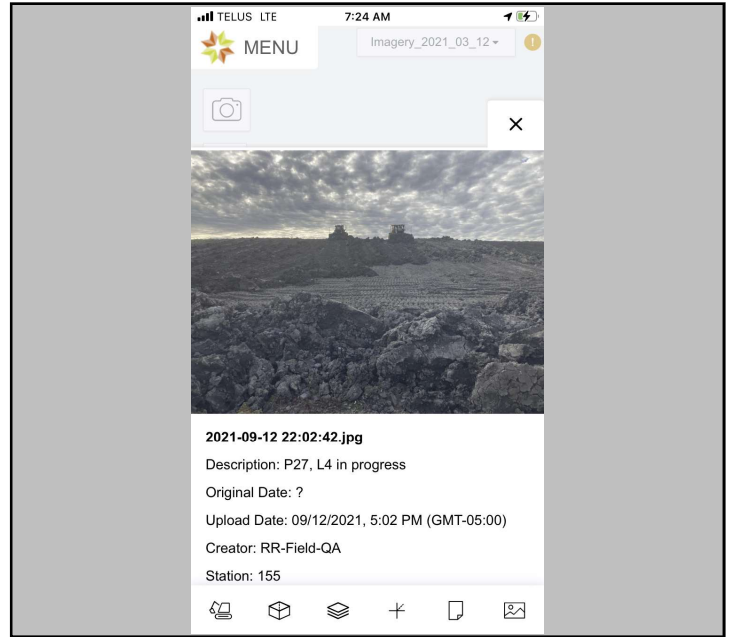 TELUS LTE 7:24 AM
MENU
Imagery_2021_03_12
2021-09-12 22:02:42.jpg
Description: P27, L4 in progress
Original Date: ?
Upload Date: 09/12/2021, 5:02 PM (GMT-05:00)
Creator: RR-Field-QA
Station: 155